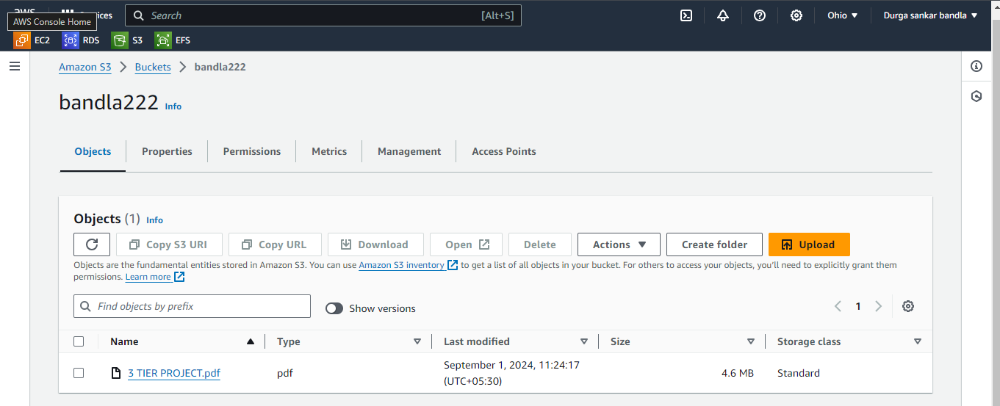 AWS Console Home
Search [Alt+S]
Ohio Durga sankar bandla
EC2 RDS S3 EFS
Amazon S3 Buckets bandla222
bandla222 Info
Objects Properties Permissions Metrics Management Access Points
Objects (1) Info
Copy S3 URI Copy URL Download Open Delete Actions Create folder Upload
Objects are the fundamental entities stored in Amazon S3. You can use Amazon S3 inventory to get a list of all objects in your bucket. For others to access your objects, you'll need to explicitly grant them
permissions. Learn more
Find objects by prefix Show versions 1
Name Type Last modified Size Storage class
3 TIER PROJECT.pdf pdf September 1, 2024, 11:24:17 4.6 MB Standard
(UTC+05:30)